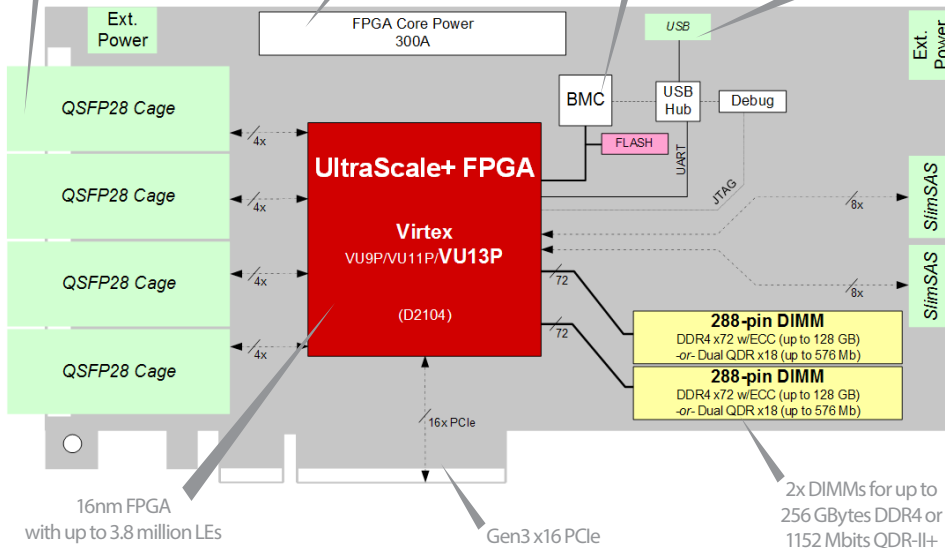 Ext.
Power
FPGA Core Power
300A
USB
Ext.
Power
QSFP28 Cage
BMC
USB
Hub
Debug
FLASH
UART
JTAG
4x
UltraScale+ FPGA
QSFP28 Cage
4x
Virtex
VU9P/VU11P/VU13P
(D2104)
8x
SlimSAS
QSFP28 Cage
4x
72
8x
SlimSAS
QSFP28 Cage
4x
72
288-pin DIMM
DDR4 x72 w/ECC (up to 128 GB)
-or- Dual QDR x18 (up to 576 Mb)
288-pin DIMM
DDR4 x72 w/ECC (up to 128 GB)
-or- Dual QDR x18 (up to 576 Mb)
16x PCIe
16nm FPGA
with up to 3.8 million LEs
Gen3 x16 PCIe
2x DIMMs for up to
256 GBytes DDR4 or
1152 Mbits QDR-II+